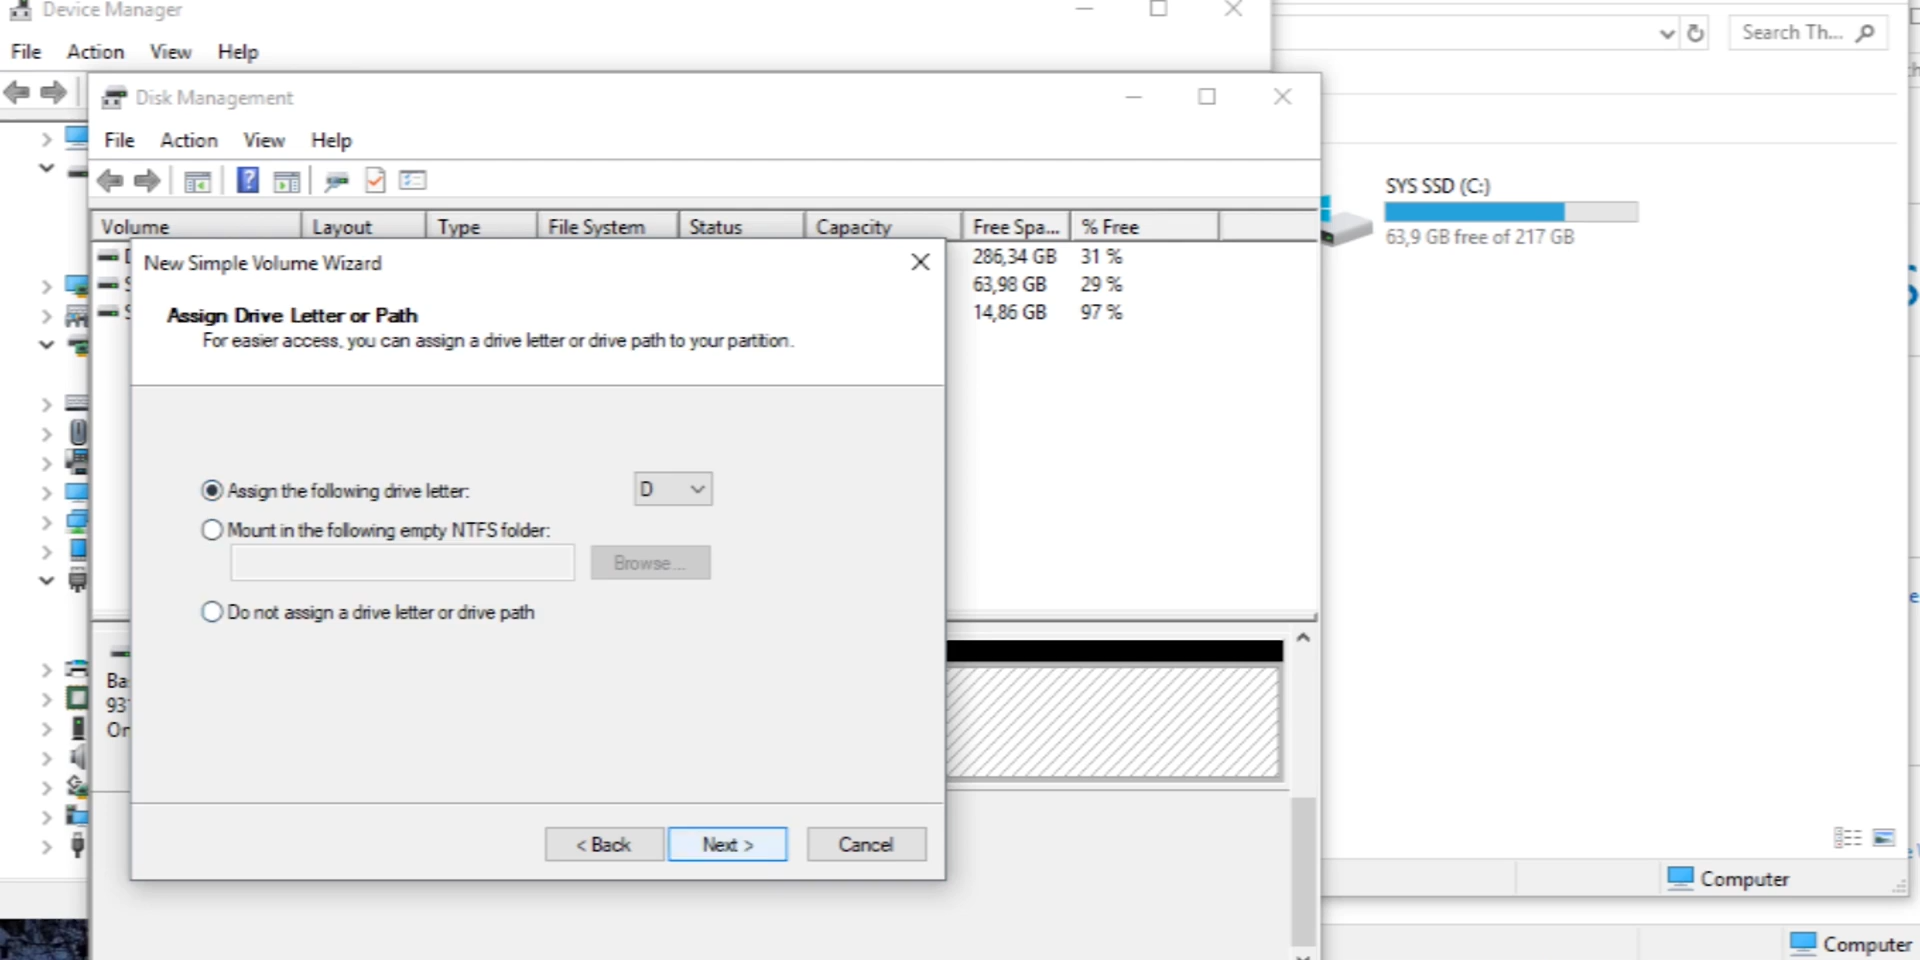 Device Manager
File Action View Help
Search Th...
Disk Management
File Action View Help
SYS SSD (C:)
63,9 GB free of 217 GB
Volume Layout Type File System Status Capacity Free Spa... % Free
286,34 GB 31 %
63,98 GB 29 %
14,86 GB 97 %
New Simple Volume Wizard
Assign Drive Letter or Path
For easier access, you can assign a drive letter or drive path to your partition.
Assign the following drive letter: D
Mount in the following empty NTFS folder:
Browse...
Do not assign a drive letter or drive path
Ba
93
On
< Back Next > Cancel
Computer
Computer